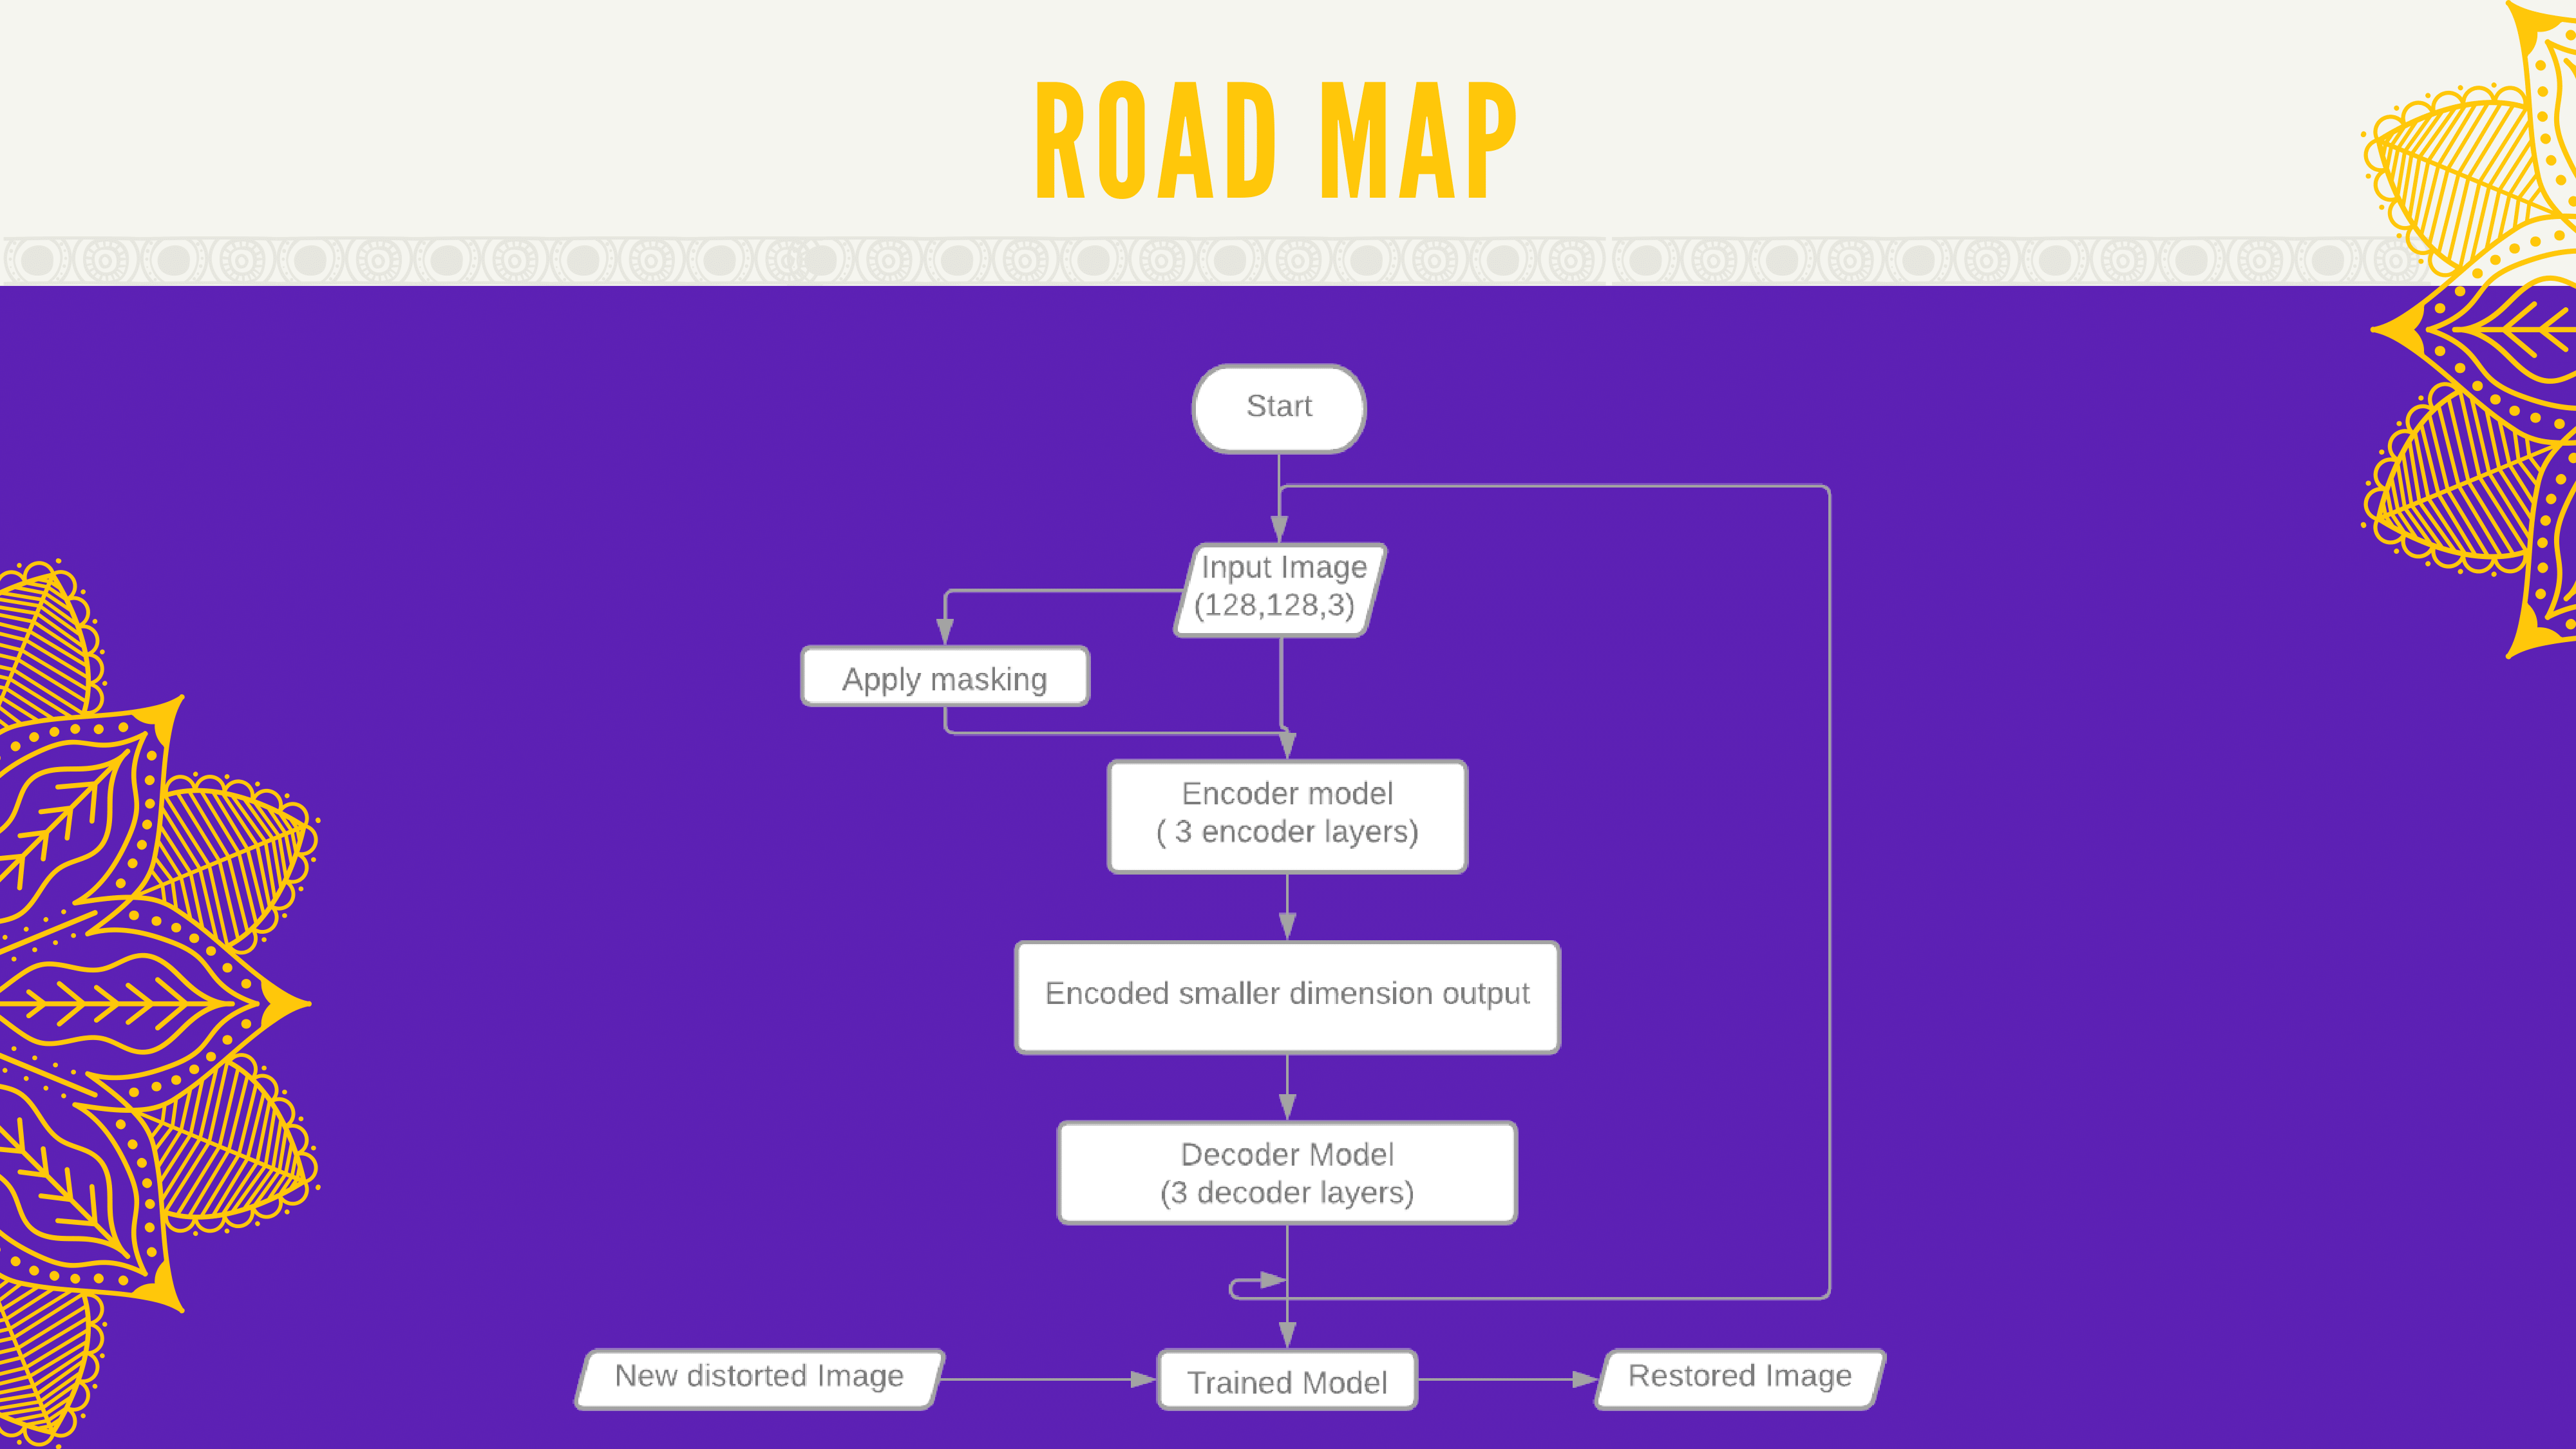 ROAD MAP
Start
Input Image
(128,128,3)
Apply masking
Encoder model
( 3 encoder layers)
Encoded smaller dimension output
Decoder Model
(3 decoder layers)
New distorted Image
Trained Model
Restored Image